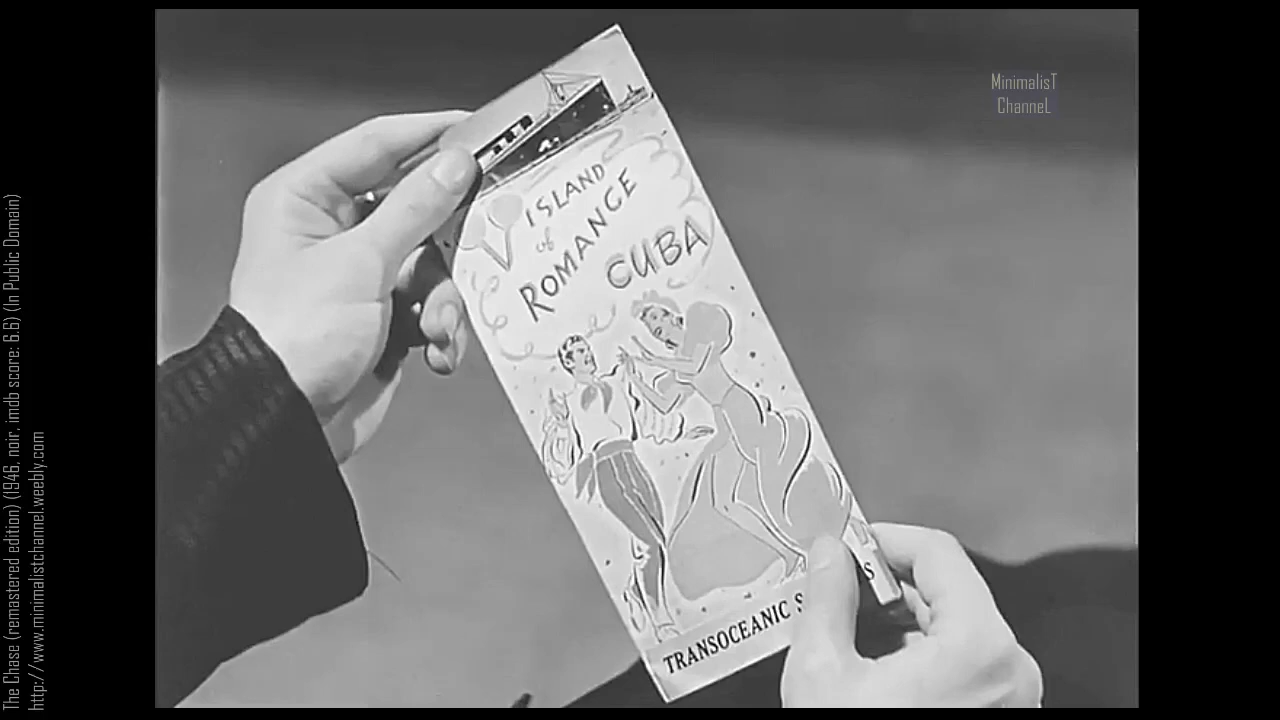 The Chase (remastered edition) (1946, noir, imdb score: 6.6) (In Public Domain)
http://www.minimalistchannel.weebly.com
MinimalisT
ChanneL
ISLAND
of
ROMANCE
CUBA
TRANSOCEANIC S
S